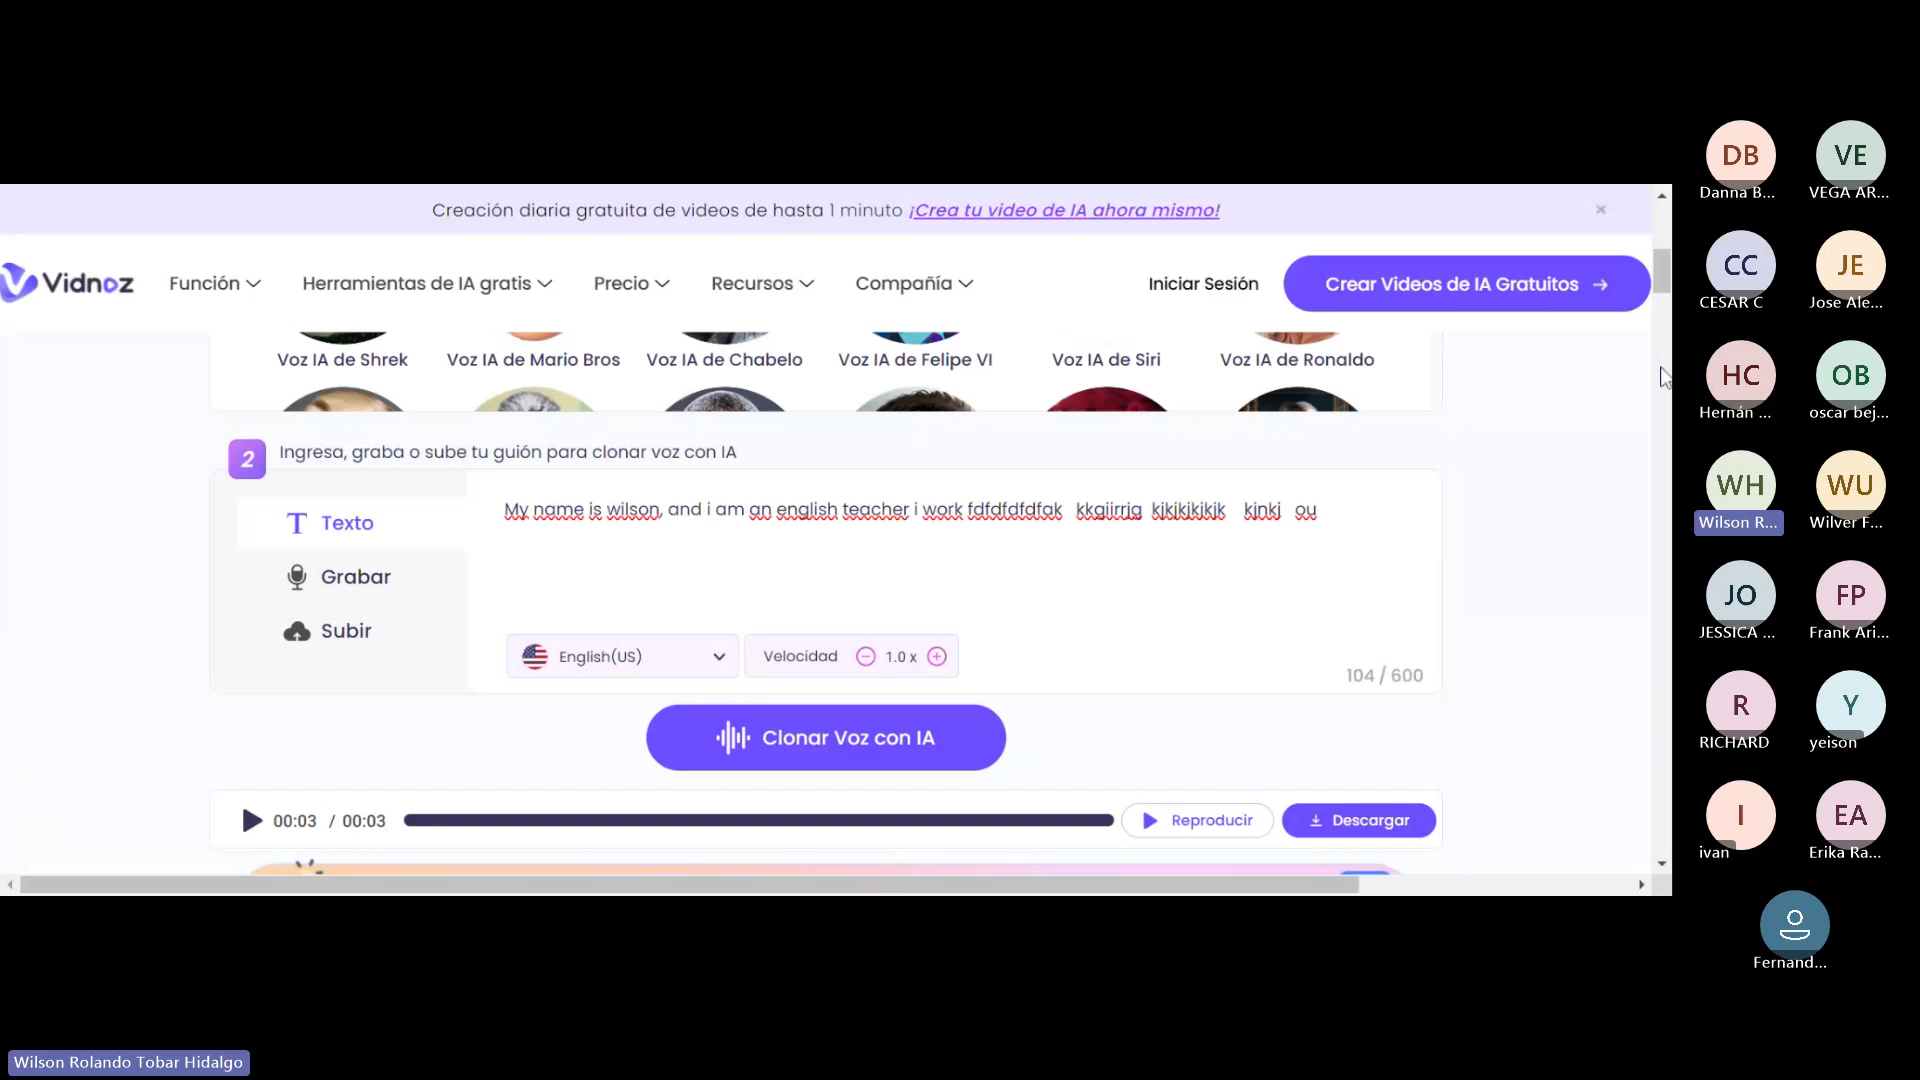 Creación diaria gratuita de videos de hasta 1 minuto ¡Crea tu video de IA ahora mismo!
Vidnoz Función Herramientas de IA gratis Precio Recursos Compañía Iniciar Sesión Crear Videos de IA Gratuitos
Voz IA de Shrek Voz IA de Mario Bros Voz IA de Chabelo Voz IA de Felipe VI Voz IA de Siri Voz IA de Ronaldo
2 Ingresa, graba o sube tu guión para clonar voz con IA
My name is wilson, and i am an english teacher i work fdfdfdfdfak kkgiirrjg kjkjkjkjkjk kjnkj ou
Texto
Grabar
Subir
English(US) Velocidad 1.0 x
104 / 600
Clonar Voz con IA
00:03 / 00:03 Reproducir Descargar
DB VE
Danna B... VEGA AR...
CC JE
CESAR C Jose Ale...
HC OB
Hernán ... oscar bej...
WH WU
Wilson R... Wilver F...
JO FP
JESSICA ... Frank Ari...
R Y
RICHARD yeison
I EA
ivan Erika Ra...
Fernand...
Wilson Rolando Tobar Hidalgo